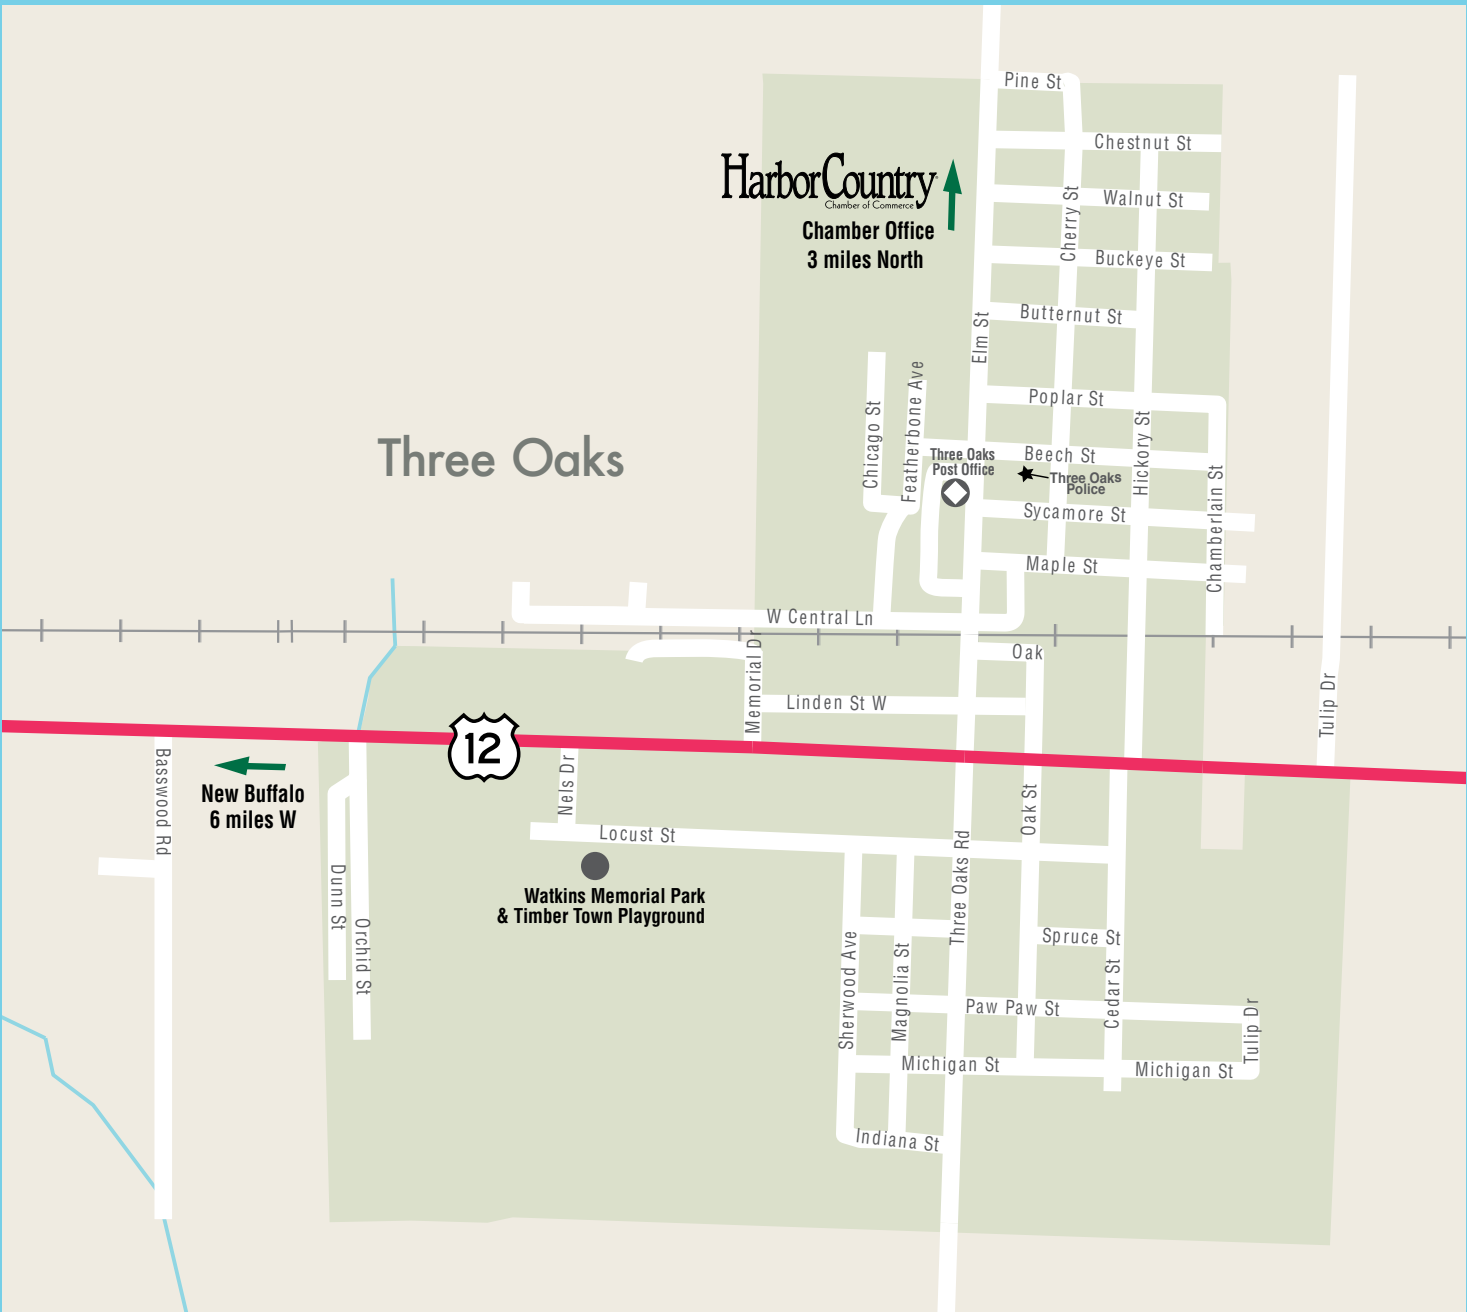 Pine St
Chestnut St
HarborCountry
Chamber of Commerce
Chamber Office
3 miles North
Walnut St
Cherry St
Buckeye St
Butternut St
Elm St
Poplar St
Chicago St
Featherbone Ave
Three Oaks
Beech St
Hickory St
Three Oaks
Post Office
Three Oaks
Police
Sycamore St
Chamberlain St
Maple St
W Central Ln
Memorial Dr
Oak
Linden St W
Tulip Dr
12
Basswood Rd
New Buffalo
6 miles W
Nels Dr
Oak St
Locust St
Three Oaks Rd
Dunn St
Orchid St
Watkins Memorial Park
& Timber Town Playground
Sherwood Ave
Magnolia St
Spruce St
Cedar St
Paw Paw St
Tulip Dr
Michigan St
Michigan St
Indiana St